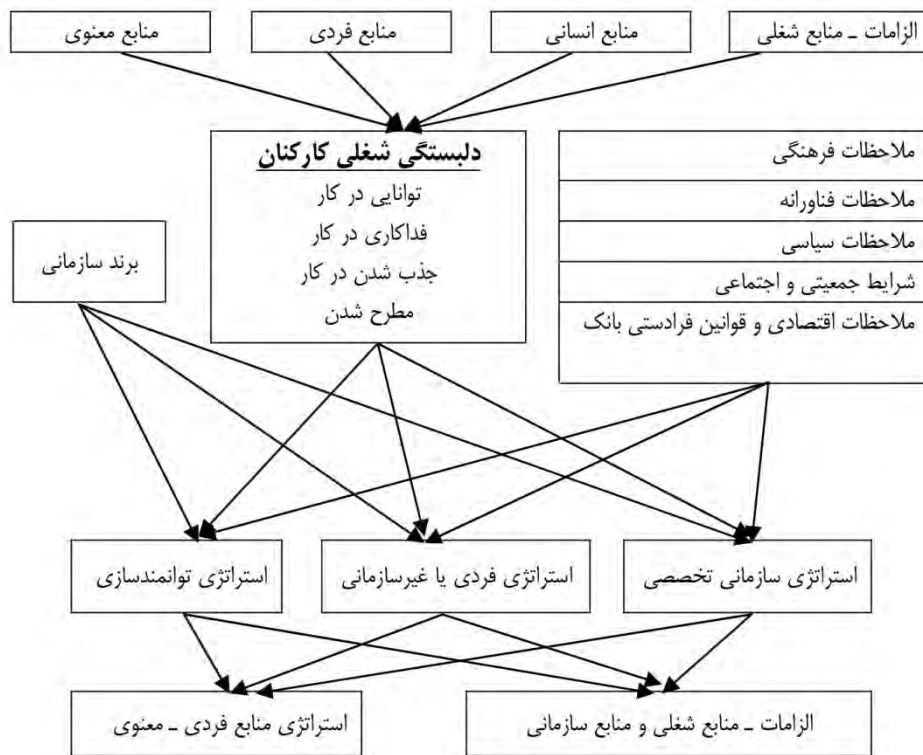 الزامات ـ منابع شغلی
منابع انسانی
منابع فردی
منابع معنوی
دلبستگی شغلی کارکنان
توانایی در کار
فداکاری در کار
جذب شدن در کار
مطرح شدن
ملاحظات فرهنگی
ملاحظات فناورانه
ملاحظات سیاسی
شرایط جمعیتی و اجتماعی
ملاحظات اقتصادی و قوانین فرادستی بانک
برند سازمانی
استراتژی سازمانی تخصصی
استراتژی فردی یا غیرسازمانی
استراتژی توانمندسازی
الزامات ـ منابع شغلی و منابع سازمانی
استراتژی منابع فردی ـ معنوی